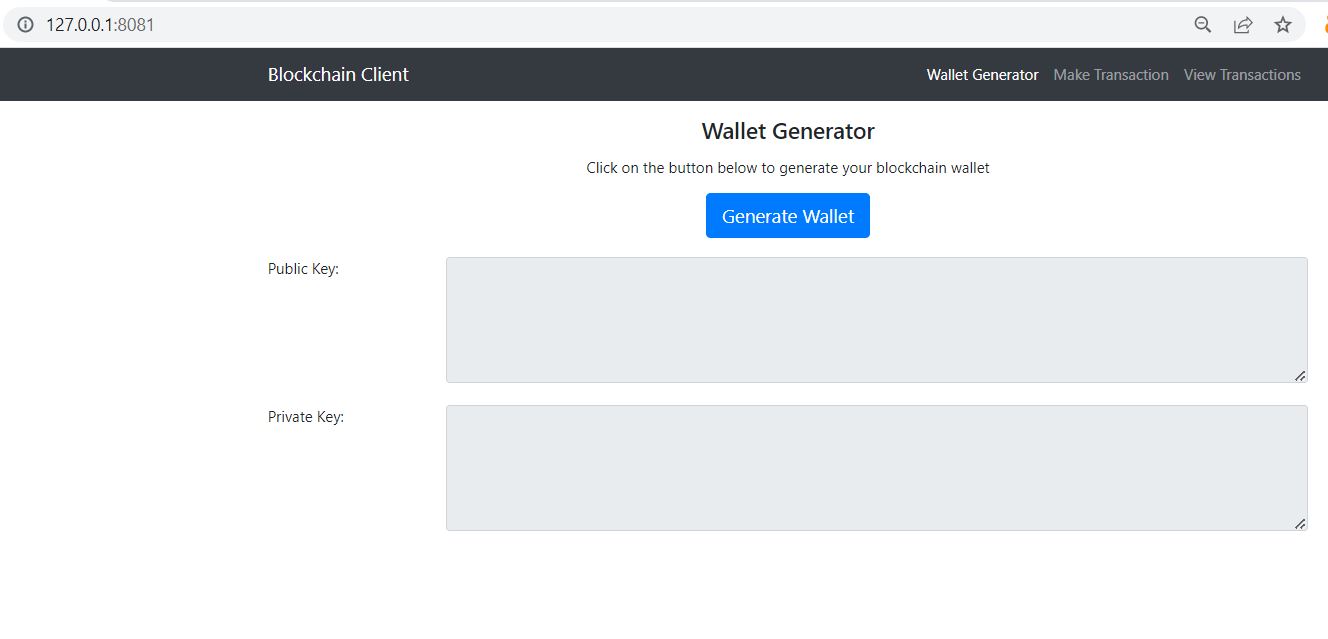 127.0.0.1:8081
Blockchain Client Wallet Generator Make Transaction View Transactions
Wallet Generator
Click on the button below to generate your blockchain wallet
Generate Wallet
Public Key:
Private Key: